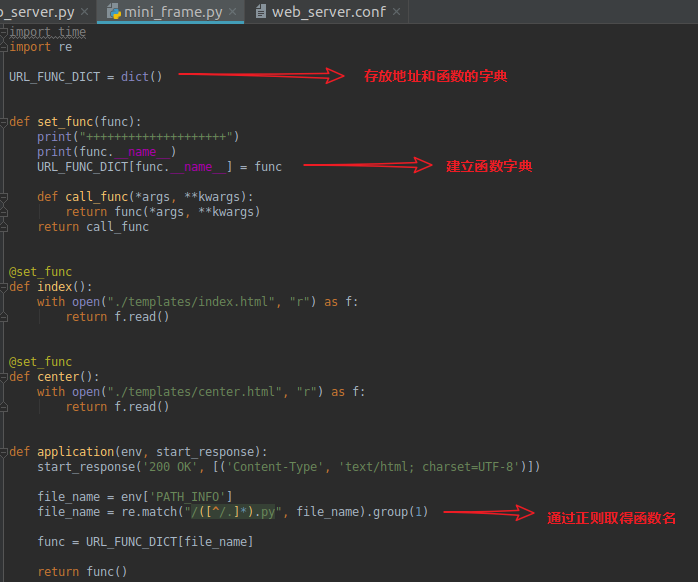 o_server.py × mini_frame.py × web_server.conf ×
import time
import re
URL_FUNC_DICT = dict() 存放地址和函数的字典
def set_func(func):
print("++++++++++++++++++++")
print(func.__name__)
URL_FUNC_DICT[func.__name__] = func 建立函数字典
def call_func(*args, **kwargs):
return func(*args, **kwargs)
return call_func
@set_func
def index():
with open("./templates/index.html", "r") as f:
return f.read()
@set_func
def center():
with open("./templates/center.html", "r") as f:
return f.read()
def application(env, start_response):
start_response('200 OK', [('Content-Type', 'text/html; charset=UTF-8')])
file_name = env['PATH_INFO']
file_name = re.match("/([^/.]*).py", file_name).group(1) 通过正则取得函数名
func = URL_FUNC_DICT[file_name]
return func()